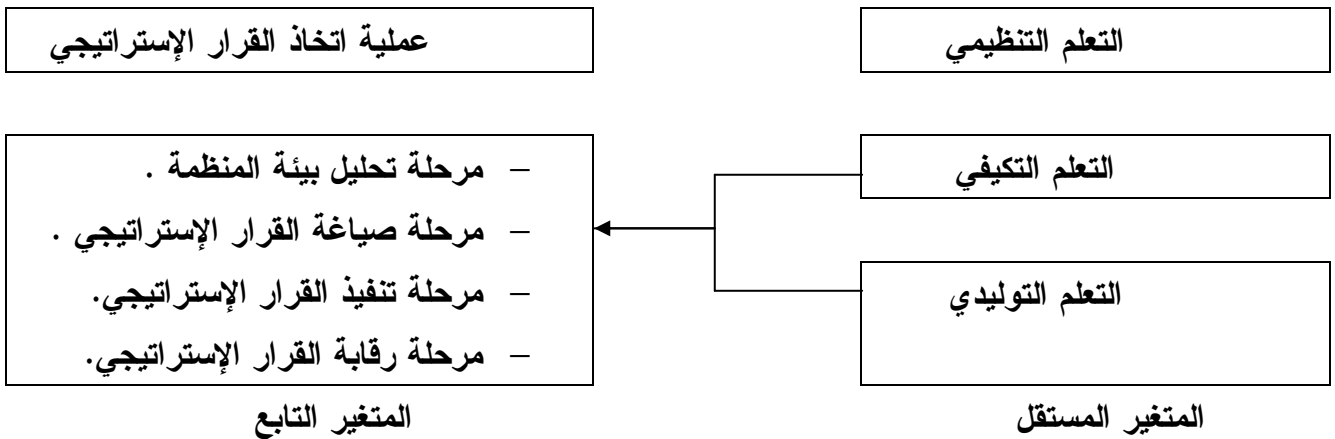 التعلم التنظيمي
عملية اتخاذ القرار الإستراتيجي
التعلم التكيفي
التعلم التوليدي
– مرحلة تحليل بيئة المنظمة .
– مرحلة صياغة القرار الإستراتيجي .
– مرحلة تنفيذ القرار الإستراتيجي.
– مرحلة رقابة القرار الإستراتيجي.
المتغير المستقل
المتغير التابع